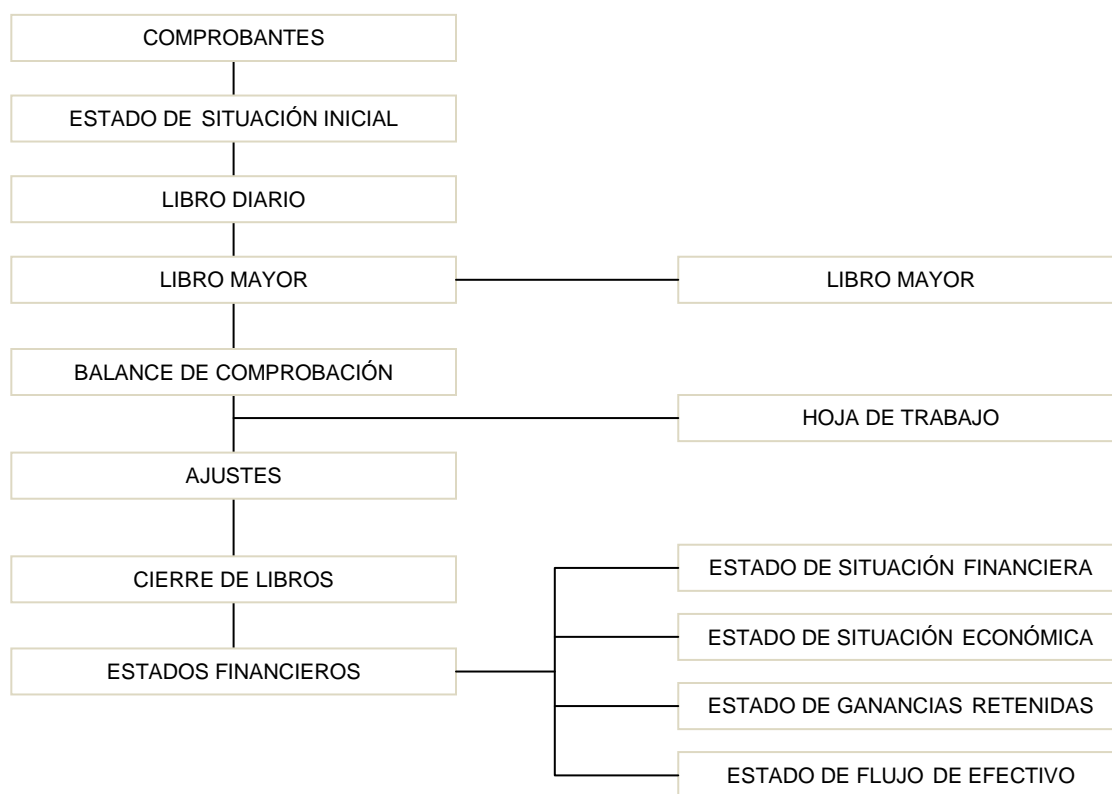 COMPROBANTES
ESTADO DE SITUACIÓN INICIAL
LIBRO DIARIO
LIBRO MAYOR
LIBRO MAYOR
BALANCE DE COMPROBACIÓN
HOJA DE TRABAJO
AJUSTES
CIERRE DE LIBROS
ESTADOS FINANCIEROS
ESTADO DE SITUACIÓN FINANCIERA
ESTADO DE SITUACIÓN ECONÓMICA
ESTADO DE GANANCIAS RETENIDAS
ESTADO DE FLUJO DE EFECTIVO